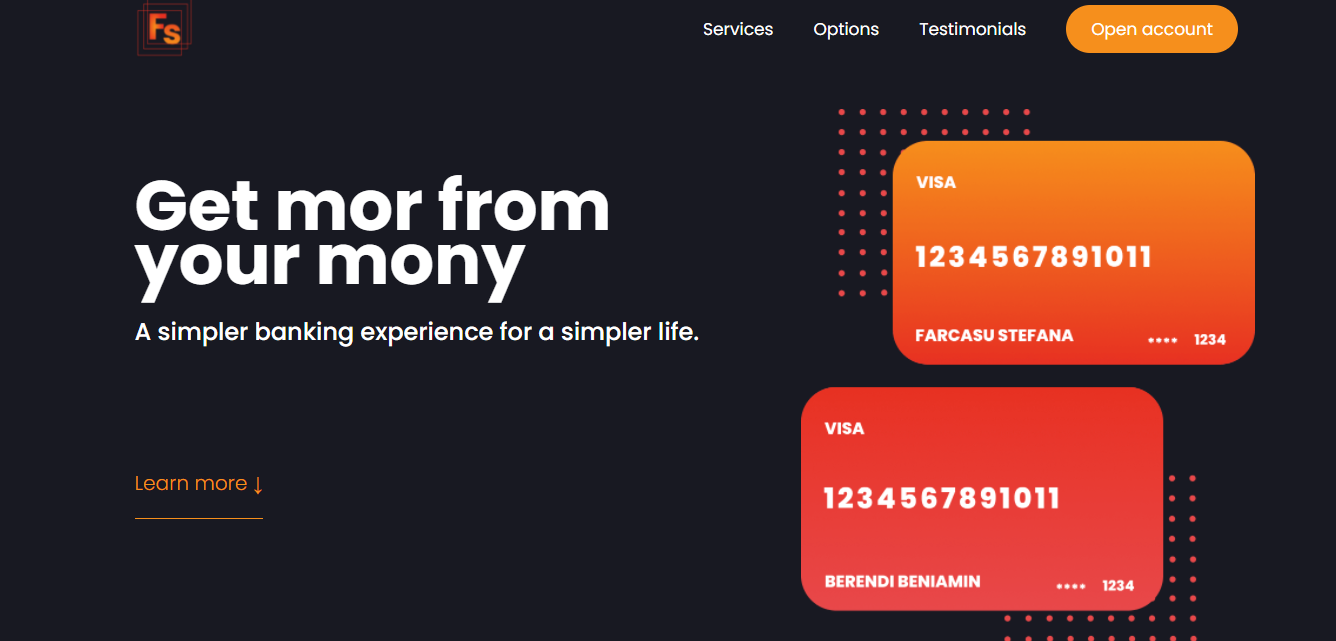 Fs
Services Options Testimonials Open account
Get mor from
your mony
A simpler banking experience for a simpler life.
Learn more ↓
VISA
1234567891011
FARCASU STEFANA **** 1234
VISA
1234567891011
BERENDI BENIAMIN **** 1234